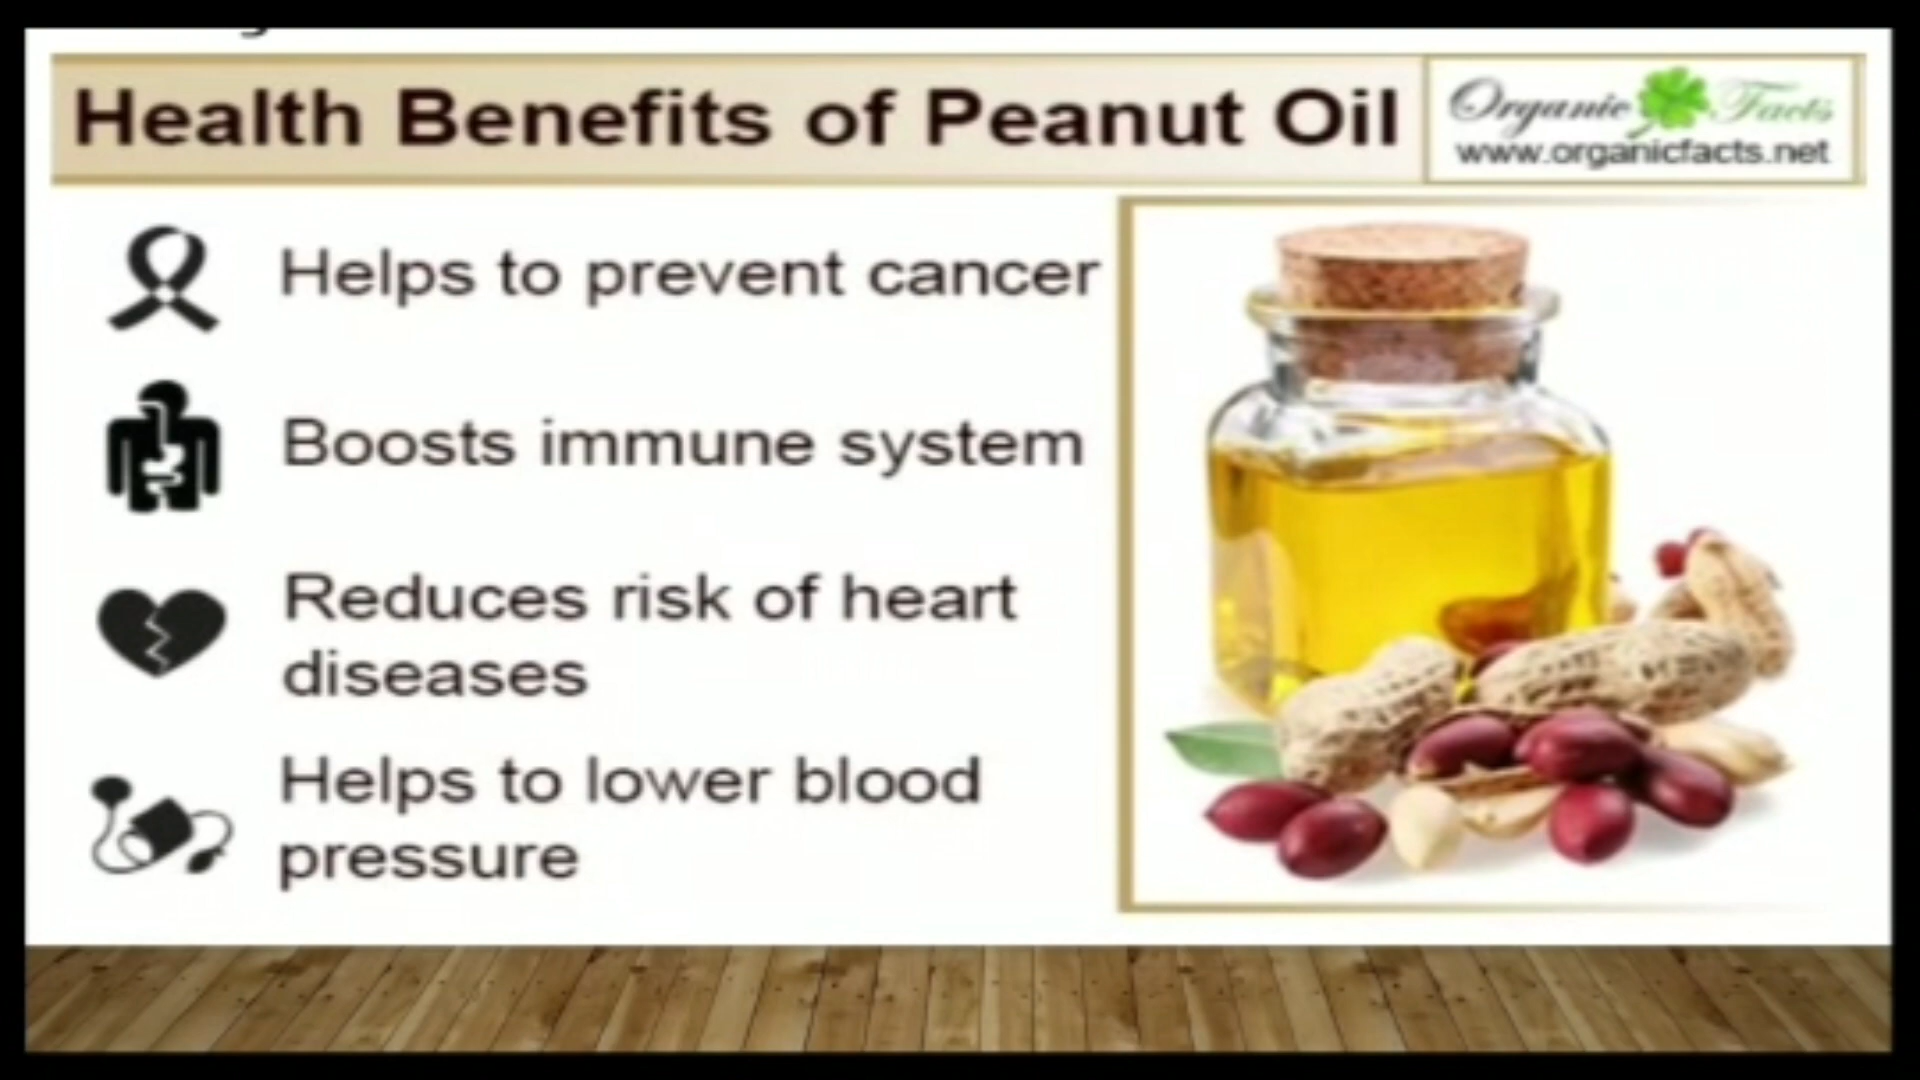 Health Benefits of Peanut Oil
Organic Facts
www.organicfacts.net
Helps to prevent cancer
Boosts immune system
Reduces risk of heart
diseases
Helps to lower blood
pressure